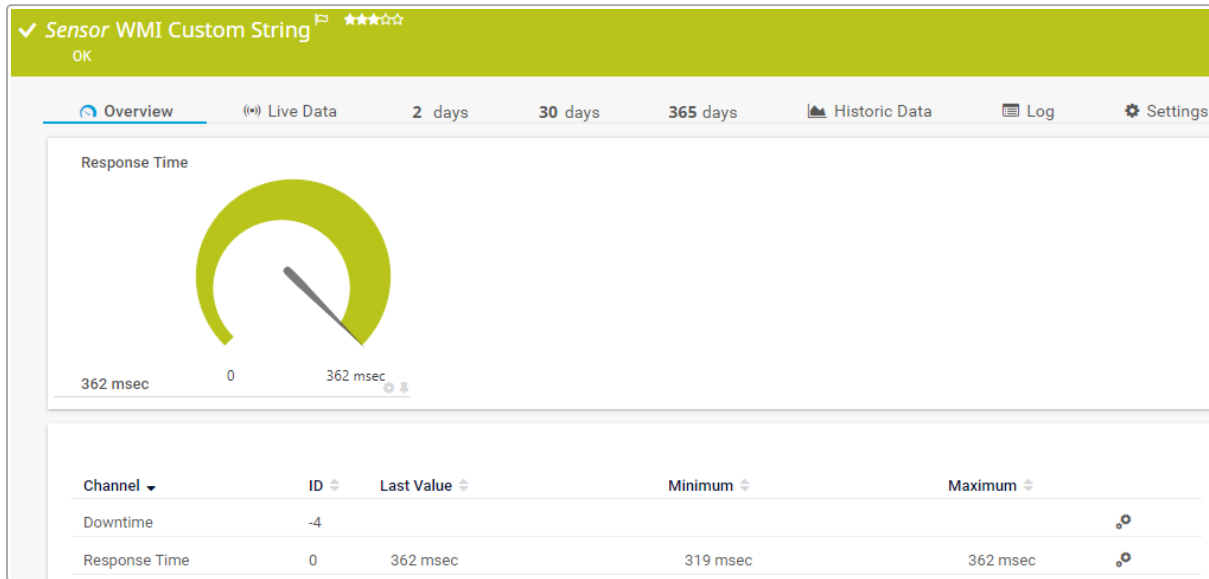 Sensor WMI Custom String
OK
Overview Live Data 2 days 30 days 365 days Historic Data Log Settings
Response Time
0 362 msec
362 msec
Channel ID Last Value Minimum Maximum
Downtime -4
Response Time 0 362 msec 319 msec 362 msec